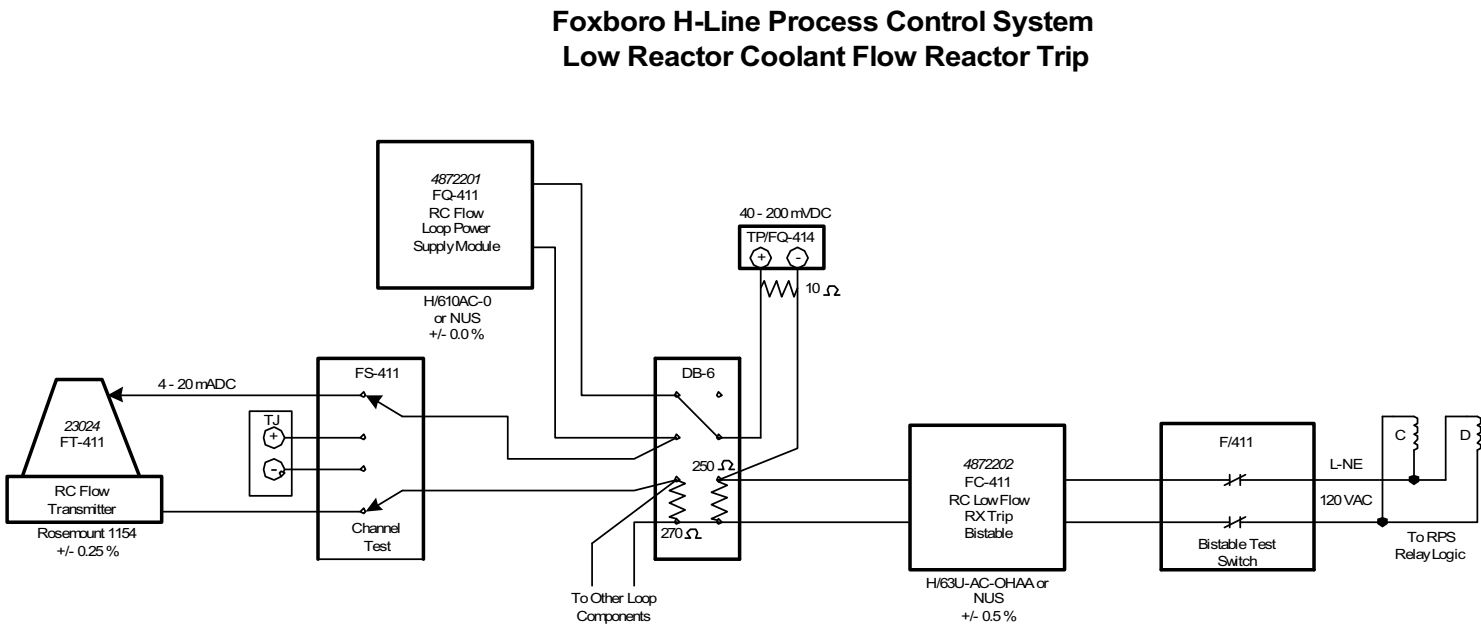 Foxboro H-Line Process Control System
Low Reactor Coolant Flow Reactor Trip
4872201
FQ-411
RC Flow
Loop Power
Supply Module
H/610AC-0
or NUS
+/- 0.0 %
40 - 200 mVDC
TP/FQ-414
+
-
10 Ω
4 - 20 mADC
FS-411
TJ
+
-
Channel
Test
23024
FT-411
RC Flow
Transmitter
Rosemount 1154
+/- 0.25 %
DB-6
250 Ω
270 Ω
To Other Loop
Components
4872202
FC-411
RC Low Flow
RX Trip
Bistable
H/63U-AC-OHAA or
NUS
+/- 0.5 %
F/411
Bistable Test
Switch
L-NE
120 VAC
C
D
To RPS
Relay Logic